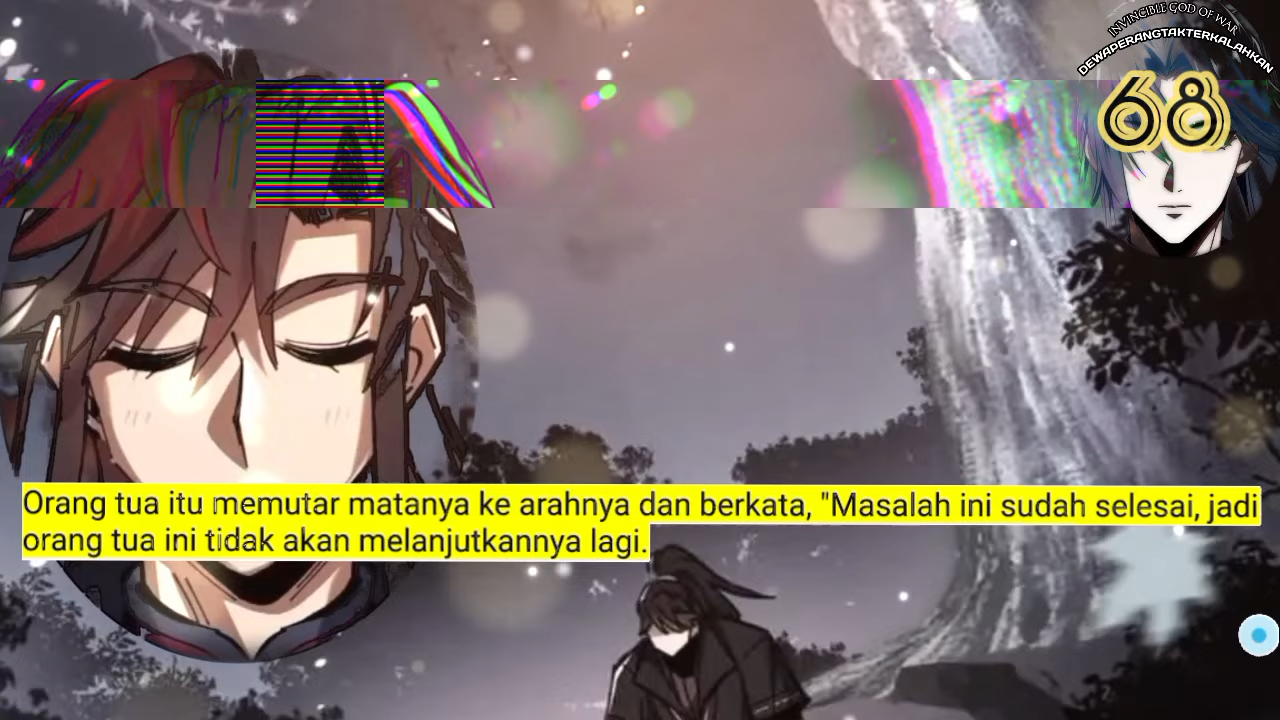 INVINCIBLE GOD OF WAR
DEWAPERANGTAKTERKALAHKAN
68
Orang tua itu memutar matanya ke arahnya dan berkata, "Masalah ini sudah selesai, jadi
orang tua ini tidak akan melanjutkannya lagi.